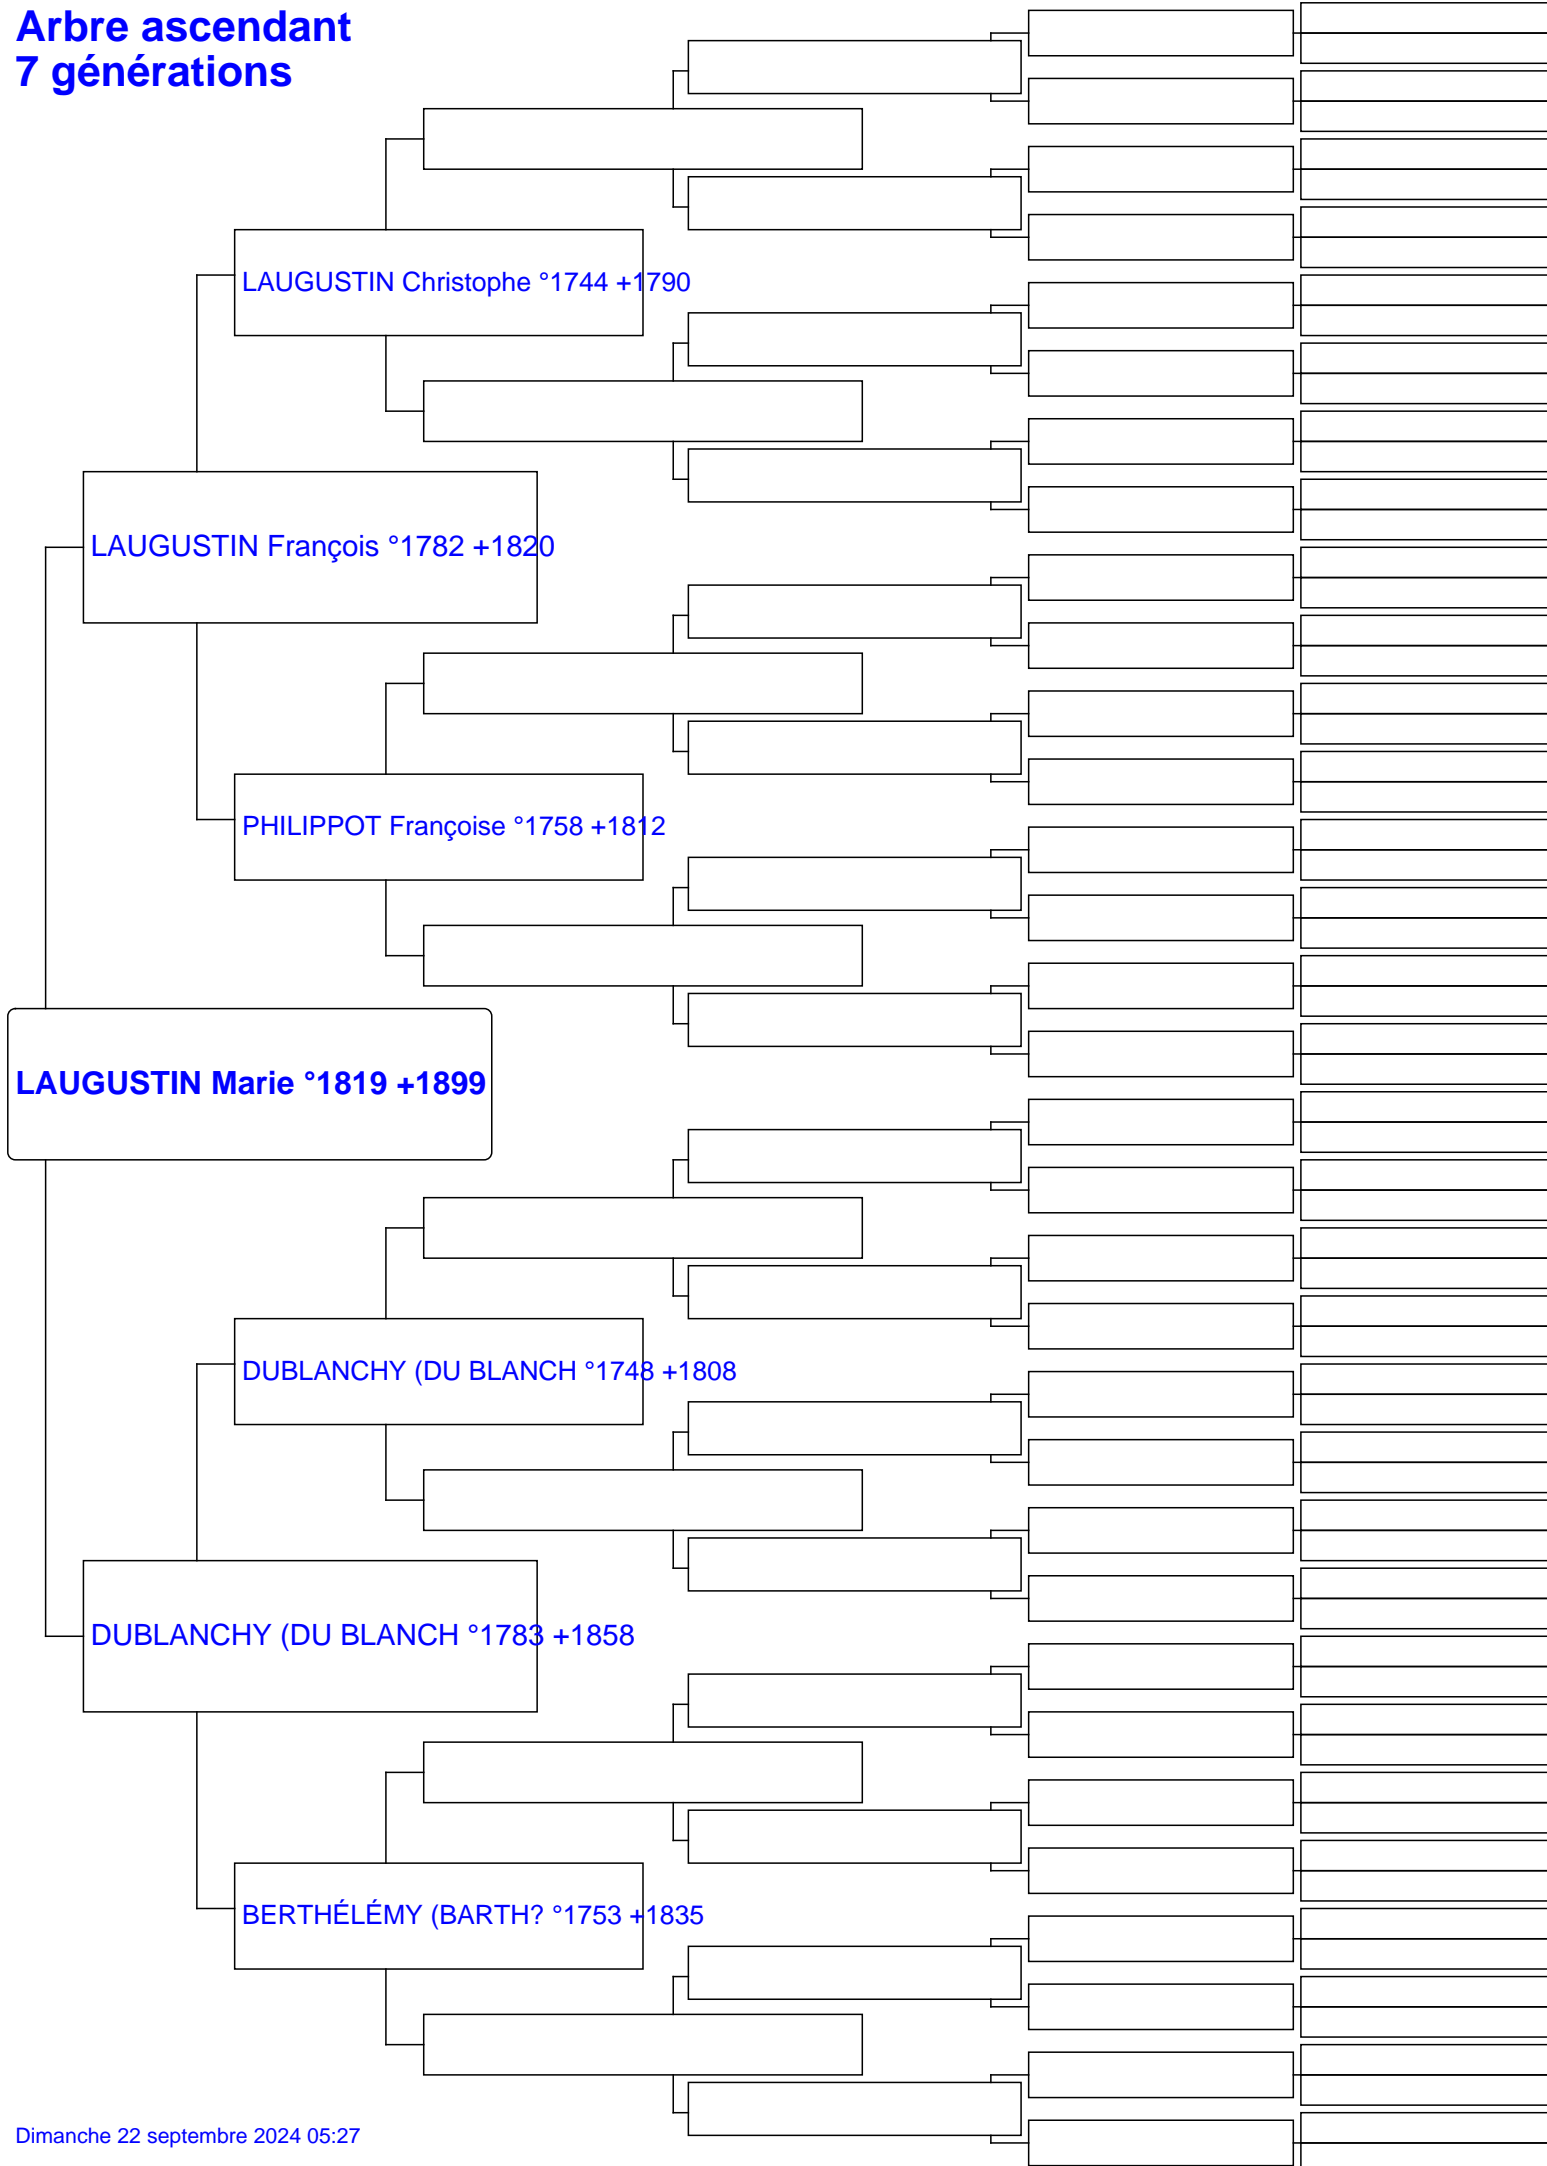 Arbre ascendant
7 générations
LAUGUSTIN Christophe °1744 +1790
LAUGUSTIN François °1782 +1820
PHILIPPOT Françoise °1758 +1812
LAUGUSTIN Marie °1819 +1899
DUBLANCHY (DU BLANCH °1748 +1808
DUBLANCHY (DU BLANCH °1783 +1858
BERTHÉLÉMY (BARTH? °1753 +1835
Dimanche 22 septembre 2024 05:27